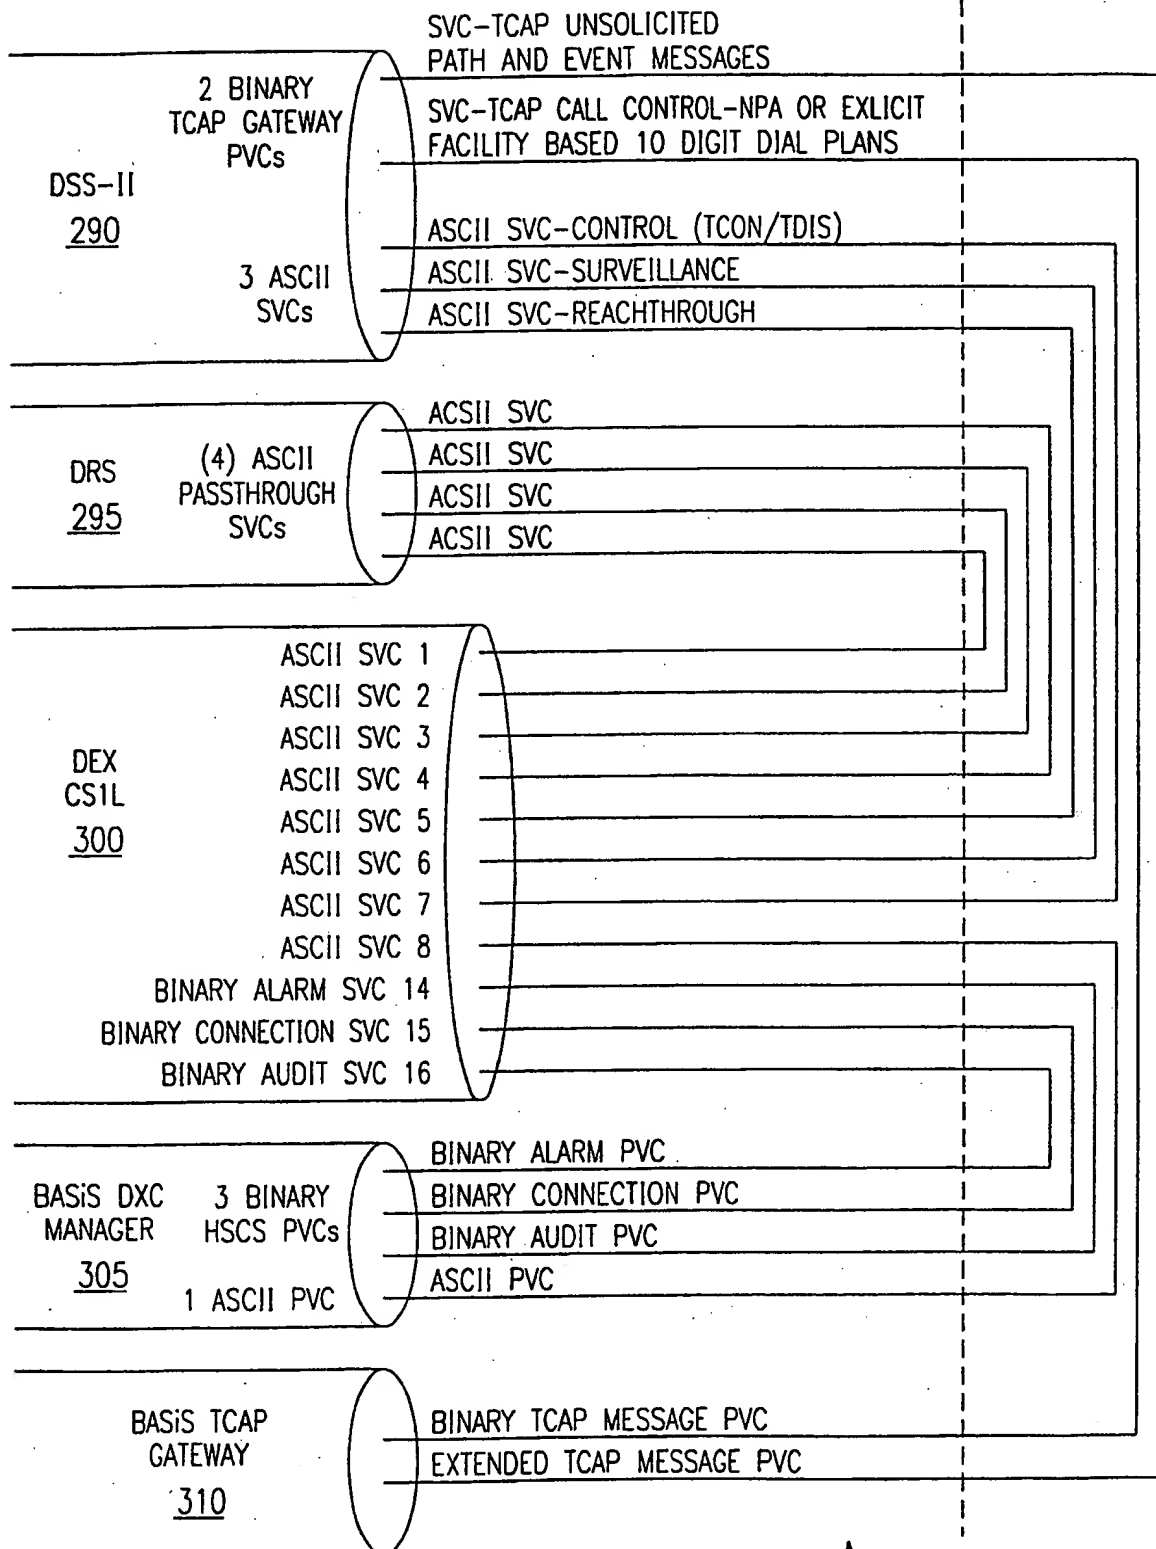 SVC-TCAP UNSOLICITED
PATH AND EVENT MESSAGES
2 BINARY
TCAP GATEWAY
PVCs
SVC-TCAP CALL CONTROL-NPA OR EXLICIT
FACILITY BASED 10 DIGIT DIAL PLANS
DSS-II
290
ASCII SVC-CONTROL (TCON/TDIS)
3 ASCII
SVCs
ASCII SVC-SURVEILLANCE
ASCII SVC-REACHTHROUGH
DRS
295
(4) ASCII
PASSTHROUGH
SVCs
ACSII SVC
ACSII SVC
ACSII SVC
ACSII SVC
DEX
CS1L
300
ASCII SVC 1
ASCII SVC 2
ASCII SVC 3
ASCII SVC 4
ASCII SVC 5
ASCII SVC 6
ASCII SVC 7
ASCII SVC 8
BINARY ALARM SVC 14
BINARY CONNECTION SVC 15
BINARY AUDIT SVC 16
BASiS DXC
MANAGER
305
3 BINARY
HSCS PVCs
1 ASCII PVC
BINARY ALARM PVC
BINARY CONNECTION PVC
BINARY AUDIT PVC
ASCII PVC
BASiS TCAP
GATEWAY
310
BINARY TCAP MESSAGE PVC
EXTENDED TCAP MESSAGE PVC